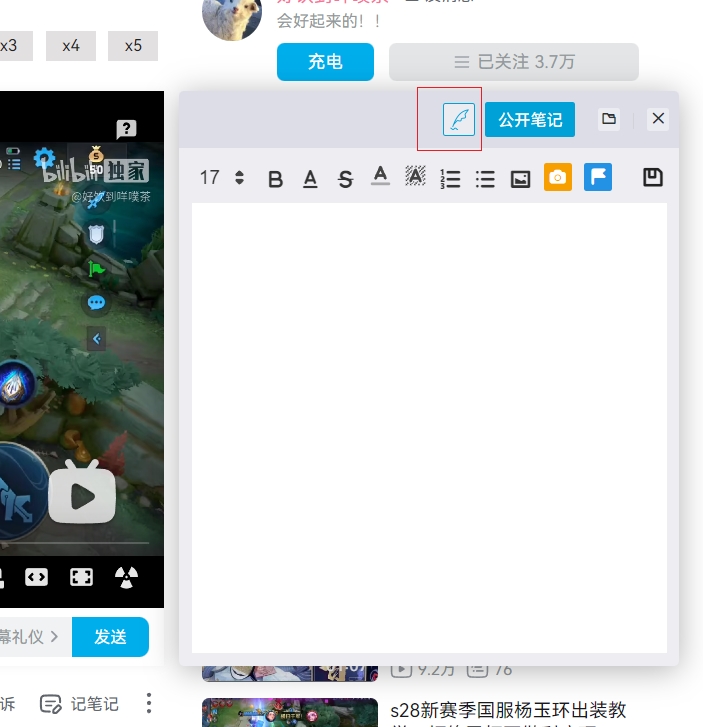 会好起来的！！
x3
x4
x5
充电
已关注 3.7万
公开笔记
17
B
A
S
A
A
50
bilibili 独家
@好饮到咩噗茶
幕礼仪
发送
诉
记笔记
9.2万
76
s28新赛季国服杨玉环出装教